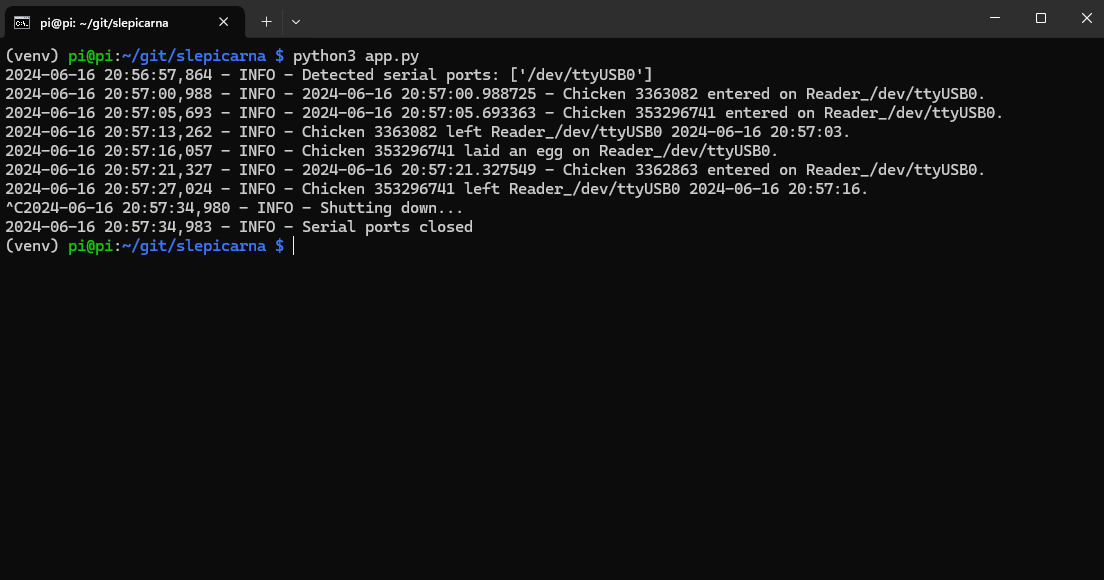 pi@pi: ~/git/slepicarna
(venv) pi@pi:~/git/slepicarna $ python3 app.py
2024-06-16 20:56:57,864 - INFO - Detected serial ports: ['/dev/ttyUSB0']
2024-06-16 20:57:00,988 - INFO - 2024-06-16 20:57:00.988725 - Chicken 3363082 entered on Reader_/dev/ttyUSB0.
2024-06-16 20:57:05,693 - INFO - 2024-06-16 20:57:05.693363 - Chicken 353296741 entered on Reader_/dev/ttyUSB0.
2024-06-16 20:57:13,262 - INFO - Chicken 3363082 left Reader_/dev/ttyUSB0 2024-06-16 20:57:03.
2024-06-16 20:57:16,057 - INFO - Chicken 353296741 laid an egg on Reader_/dev/ttyUSB0.
2024-06-16 20:57:21,327 - INFO - 2024-06-16 20:57:21.327549 - Chicken 3362863 entered on Reader_/dev/ttyUSB0.
2024-06-16 20:57:27,024 - INFO - Chicken 353296741 left Reader_/dev/ttyUSB0 2024-06-16 20:57:16.
^C2024-06-16 20:57:34,980 - INFO - Shutting down...
2024-06-16 20:57:34,983 - INFO - Serial ports closed
(venv) pi@pi:~/git/slepicarna $